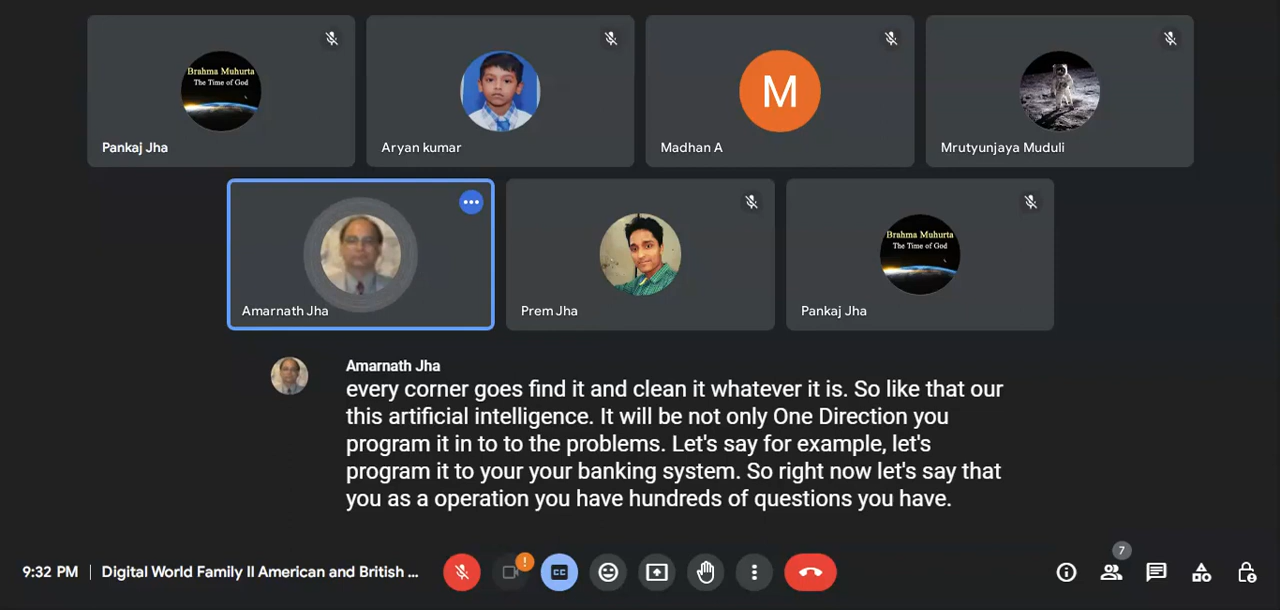 Brahma Muhurta
The Time of God
Pankaj Jha
Aryan kumar
M
Madhan A
Mrutyunjaya Muduli
Amarnath Jha
Prem Jha
Brahma Muhurta
The Time of God
Pankaj Jha
Amarnath Jha
every corner goes find it and clean it whatever it is. So like that our
this artificial intelligence. It will be not only One Direction you
program it in to to the problems. Let's say for example, let's
program it to your your banking system. So right now let's say that
you as a operation you have hundreds of questions you have.
9:32 PM | Digital World Family II American and British ...
!
CC
7